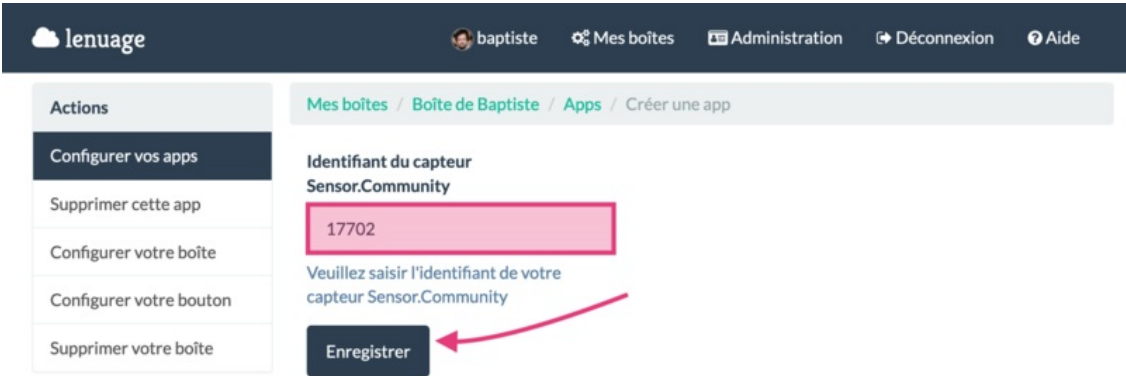 lenuage
baptiste Mes boîtes Administration Déconnexion Aide
Actions
Configurer vos apps
Supprimer cette app
Configurer votre boîte
Configurer votre bouton
Supprimer votre boîte
Mes boîtes / Boîte de Baptiste / Apps / Créer une app
Identifiant du capteur
Sensor.Community
17702
Veuillez saisir l'identifiant de votre
capteur Sensor.Community
Enregistrer